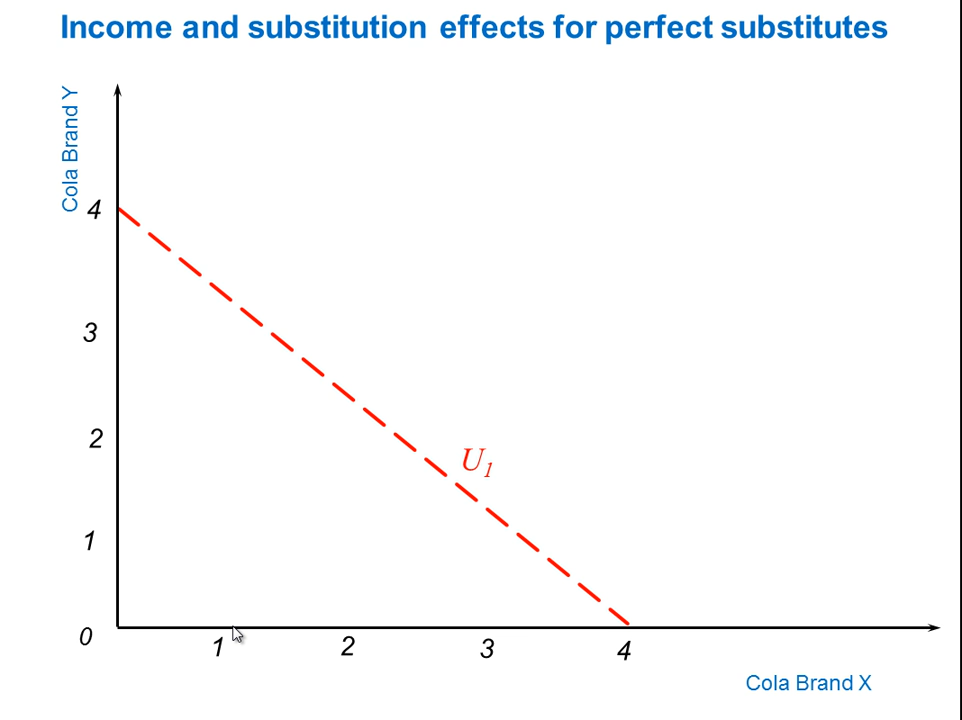 Income and substitution effects for perfect substitutes
Cola Brand Y
4
3
2
U1
1
0
1
2
3
4
Cola Brand X